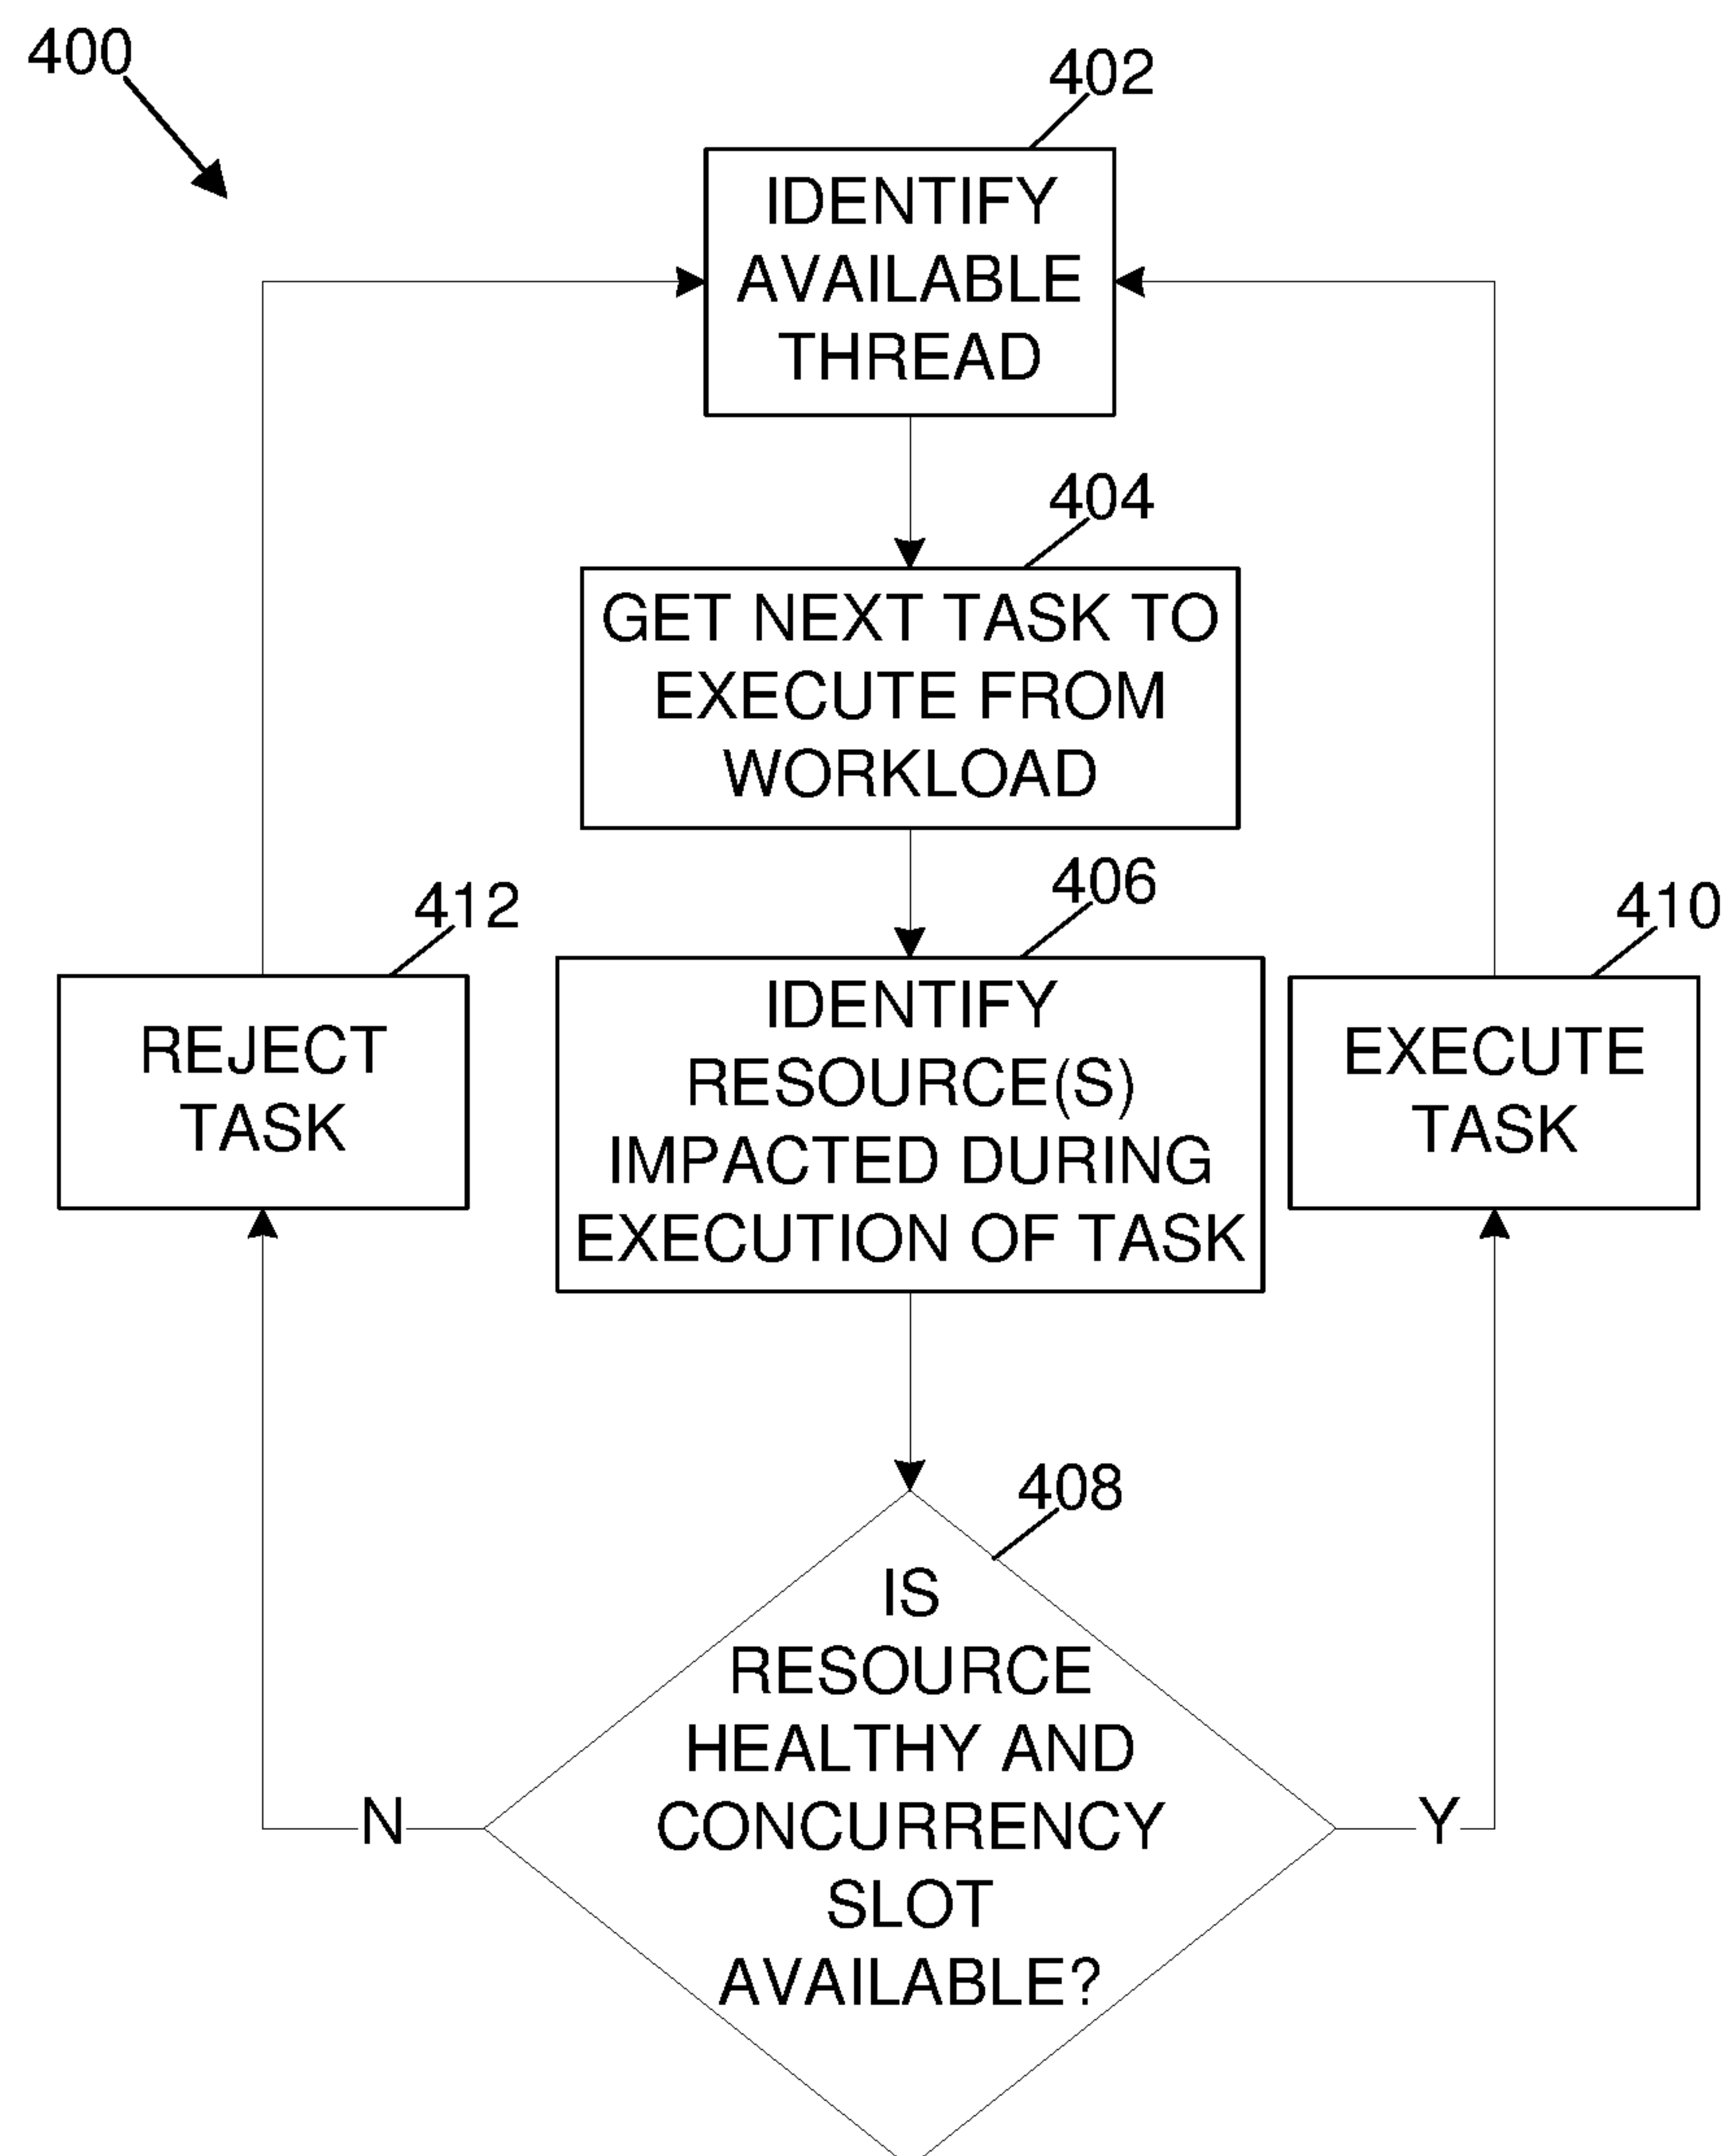 400
402
IDENTIFY
AVAILABLE
THREAD
404
GET NEXT TASK TO
EXECUTE FROM
WORKLOAD
406
IDENTIFY
RESOURCE(S)
IMPACTED DURING
EXECUTION OF TASK
412
REJECT
TASK
410
EXECUTE
TASK
408
IS
RESOURCE
HEALTHY AND
CONCURRENCY
SLOT
AVAILABLE?
N
Y